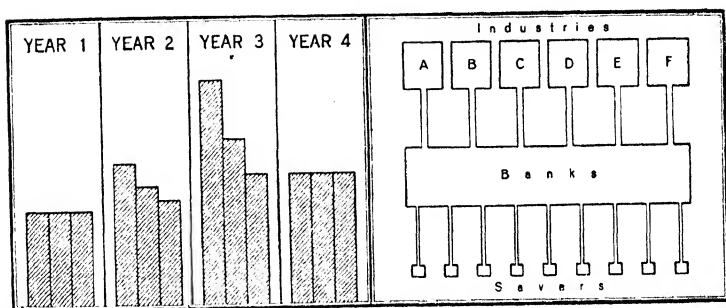 YEAR 1 YEAR 2 YEAR 3 YEAR 4
Industries
A B C D E F
Banks
Savers